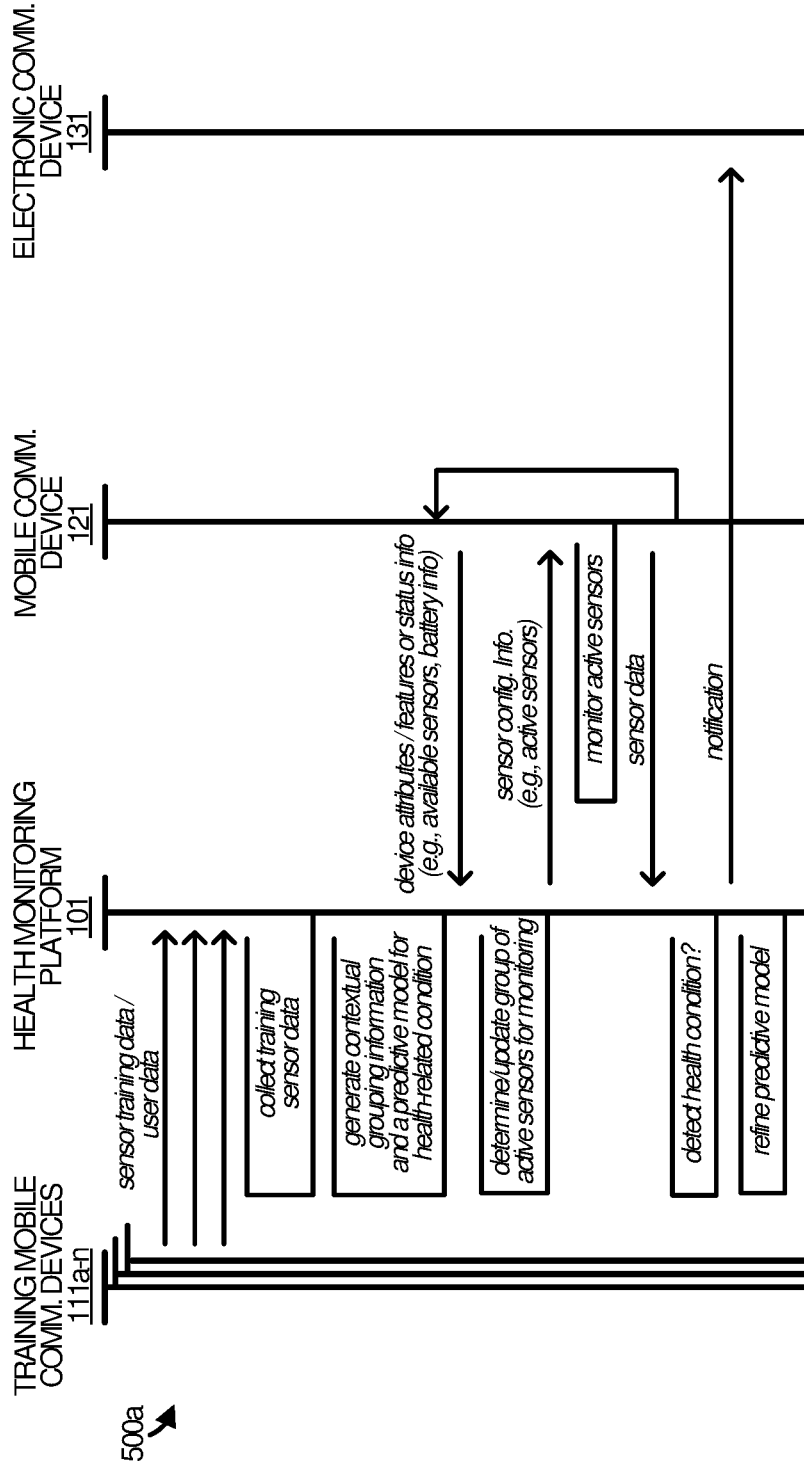 500a
TRAINING MOBILE
COMM. DEVICES
111a-n
HEALTH MONITORING
PLATFORM
101
MOBILE COMM.
DEVICE
121
ELECTRONIC COMM.
DEVICE
131
sensor training data /
user data
collect training
sensor data
generate contextual
grouping information
and a predictive model for
health-related condition
device attributes / features or status info
(e.g., available sensors, battery info)
determine/update group of
active sensors for monitoring
sensor config. Info.
(e.g., active sensors)
monitor active sensors
sensor data
detect health condition?
notification
refine predictive model